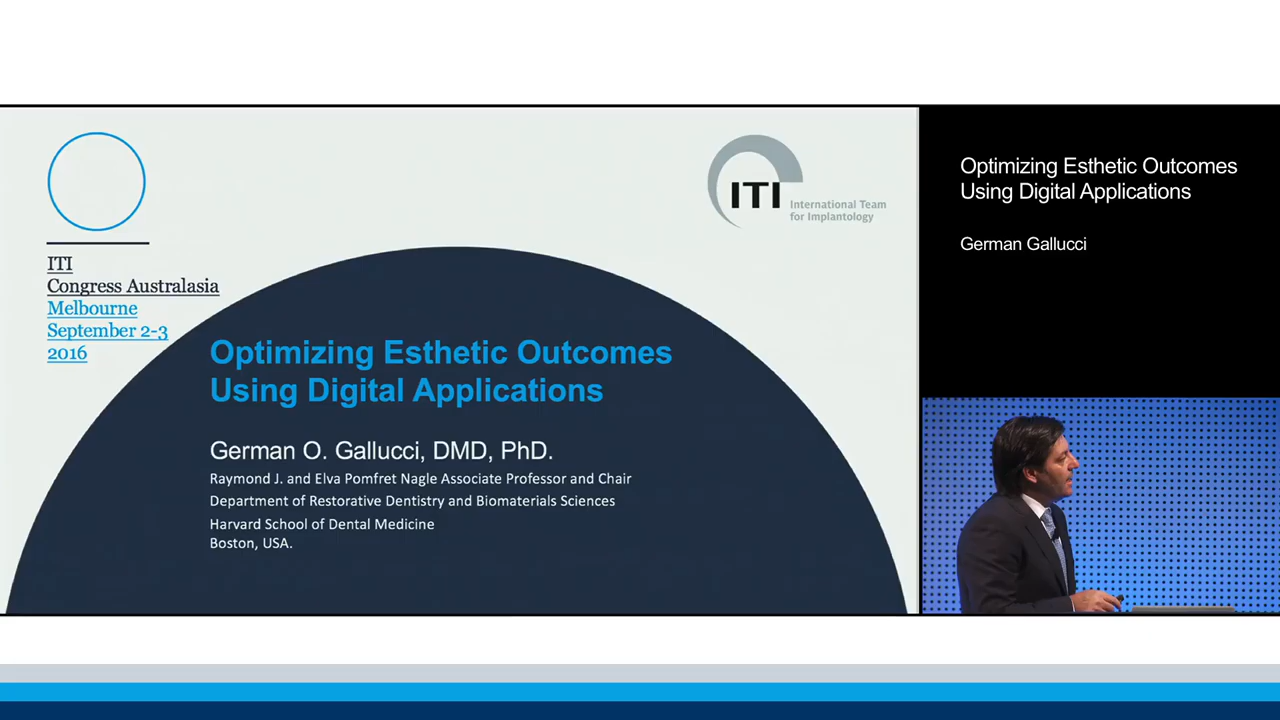 ITI
Congress Australasia
Melbourne
September 2-3
2016
ITI
International Team
for Implantology
Optimizing Esthetic Outcomes
Using Digital Applications
German O. Gallucci, DMD, PhD.
Raymond J. and Elva Pomfret Nagle Associate Professor and Chair
Department of Restorative Dentistry and Biomaterials Sciences
Harvard School of Dental Medicine
Boston, USA.
Optimizing Esthetic Outcomes
Using Digital Applications
German Gallucci